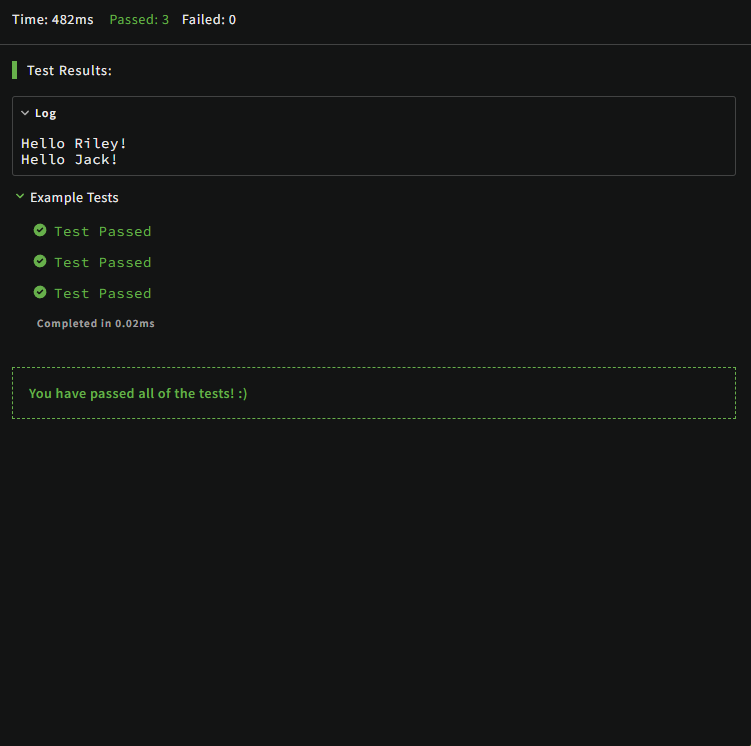 Time: 482ms Passed: 3 Failed: 0
Test Results:
Log
Hello Riley!
Hello Jack!
Example Tests
Test Passed
Test Passed
Test Passed
Completed in 0.02ms
You have passed all of the tests! :)